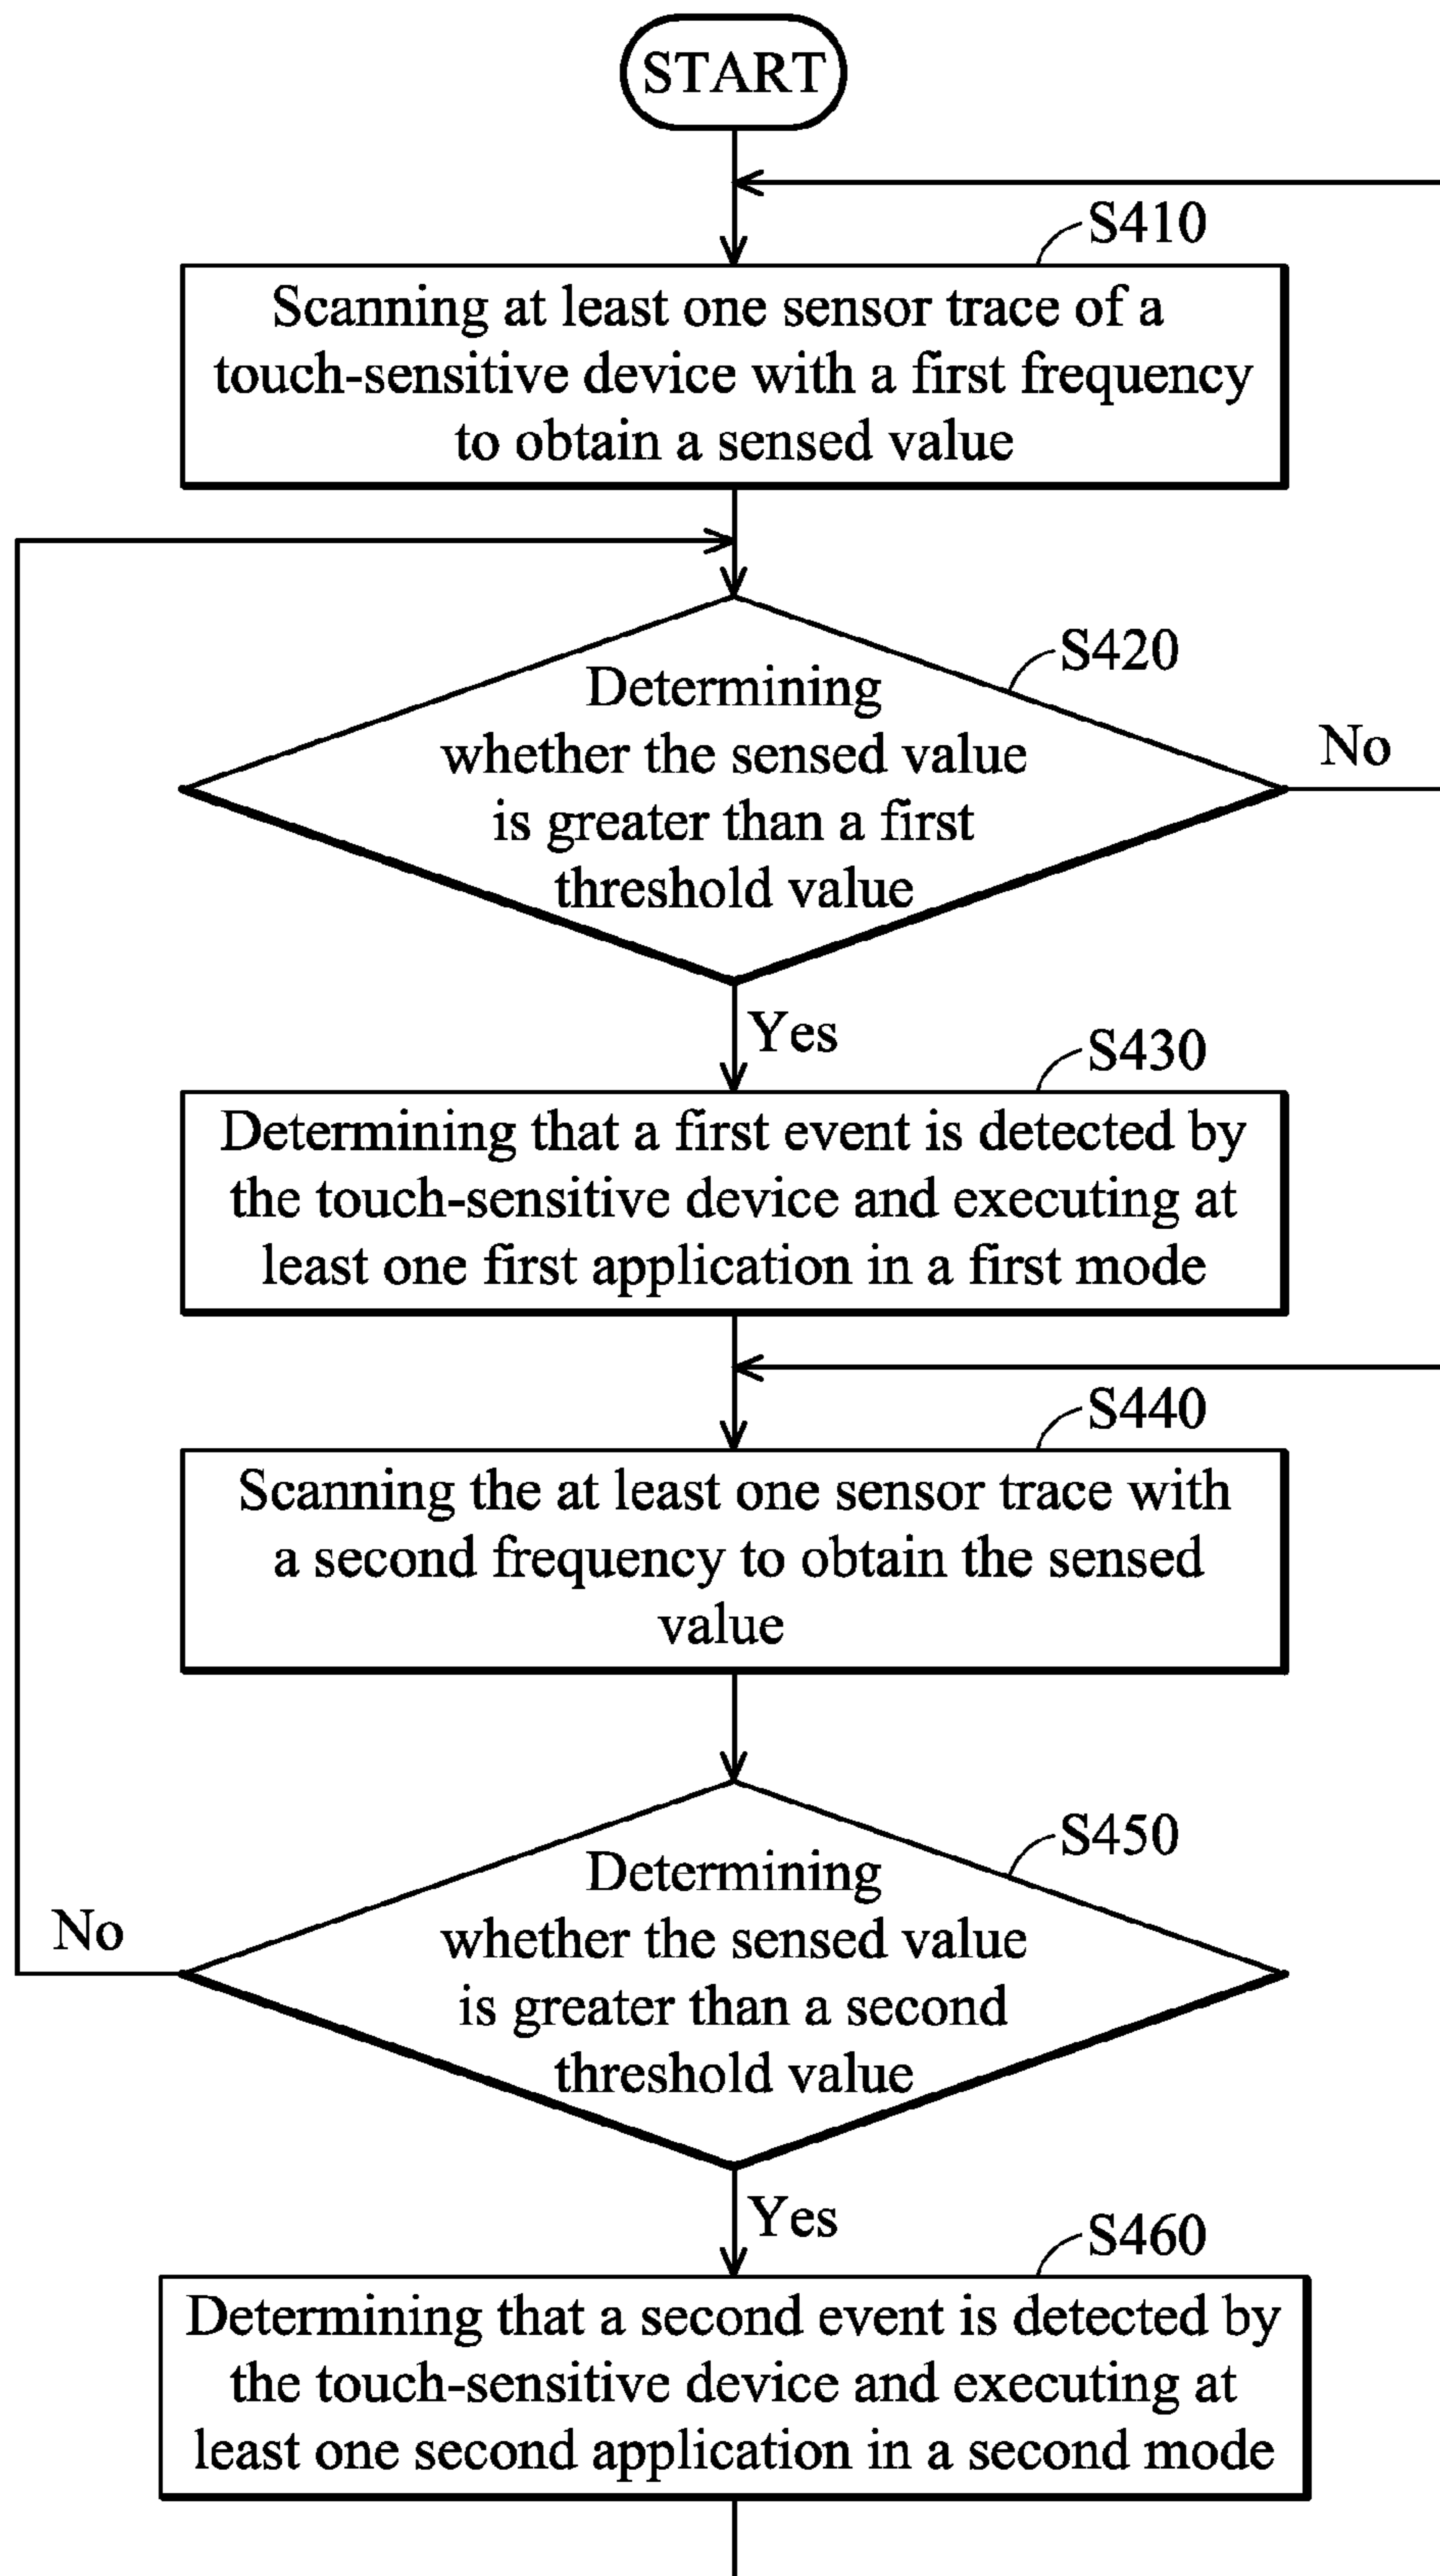 START
S410
Scanning at least one sensor trace of a
touch-sensitive device with a first frequency
to obtain a sensed value
S420
Determining
whether the sensed value
is greater than a first
threshold value
No
Yes
S430
Determining that a first event is detected by
the touch-sensitive device and executing at
least one first application in a first mode
S440
Scanning the at least one sensor trace with
a second frequency to obtain the sensed
value
S450
Determining
whether the sensed value
is greater than a second
threshold value
No
Yes
S460
Determining that a second event is detected by
the touch-sensitive device and executing at
least one second application in a second mode